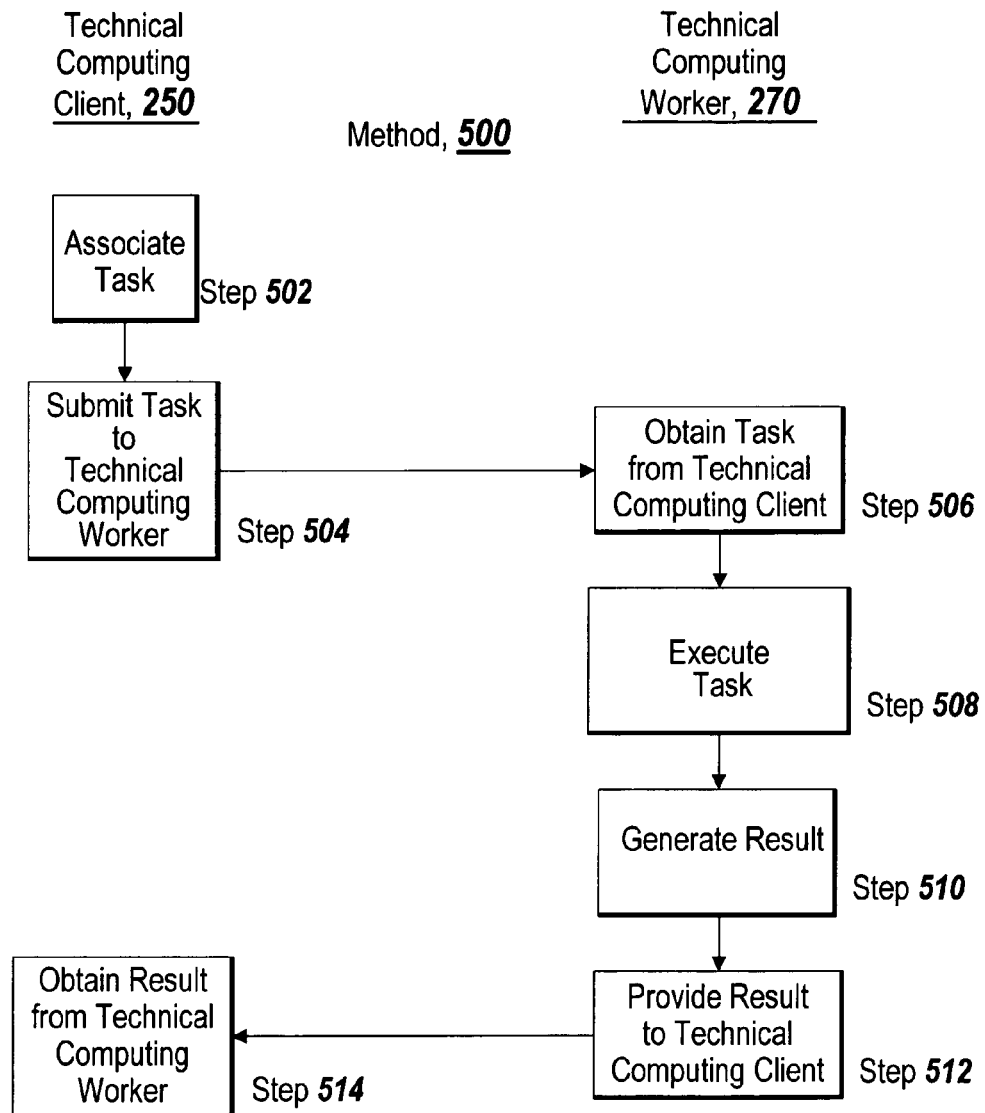 Technical
Computing
Client, 250
Technical
Computing
Worker, 270
Method, 500
Associate
Task
Step 502
Submit Task
to
Technical
Computing
Worker
Step 504
Obtain Task
from Technical
Computing Client
Step 506
Execute
Task
Step 508
Generate Result
Step 510
Provide Result
to Technical
Computing Client
Step 512
Obtain Result
from Technical
Computing
Worker
Step 514